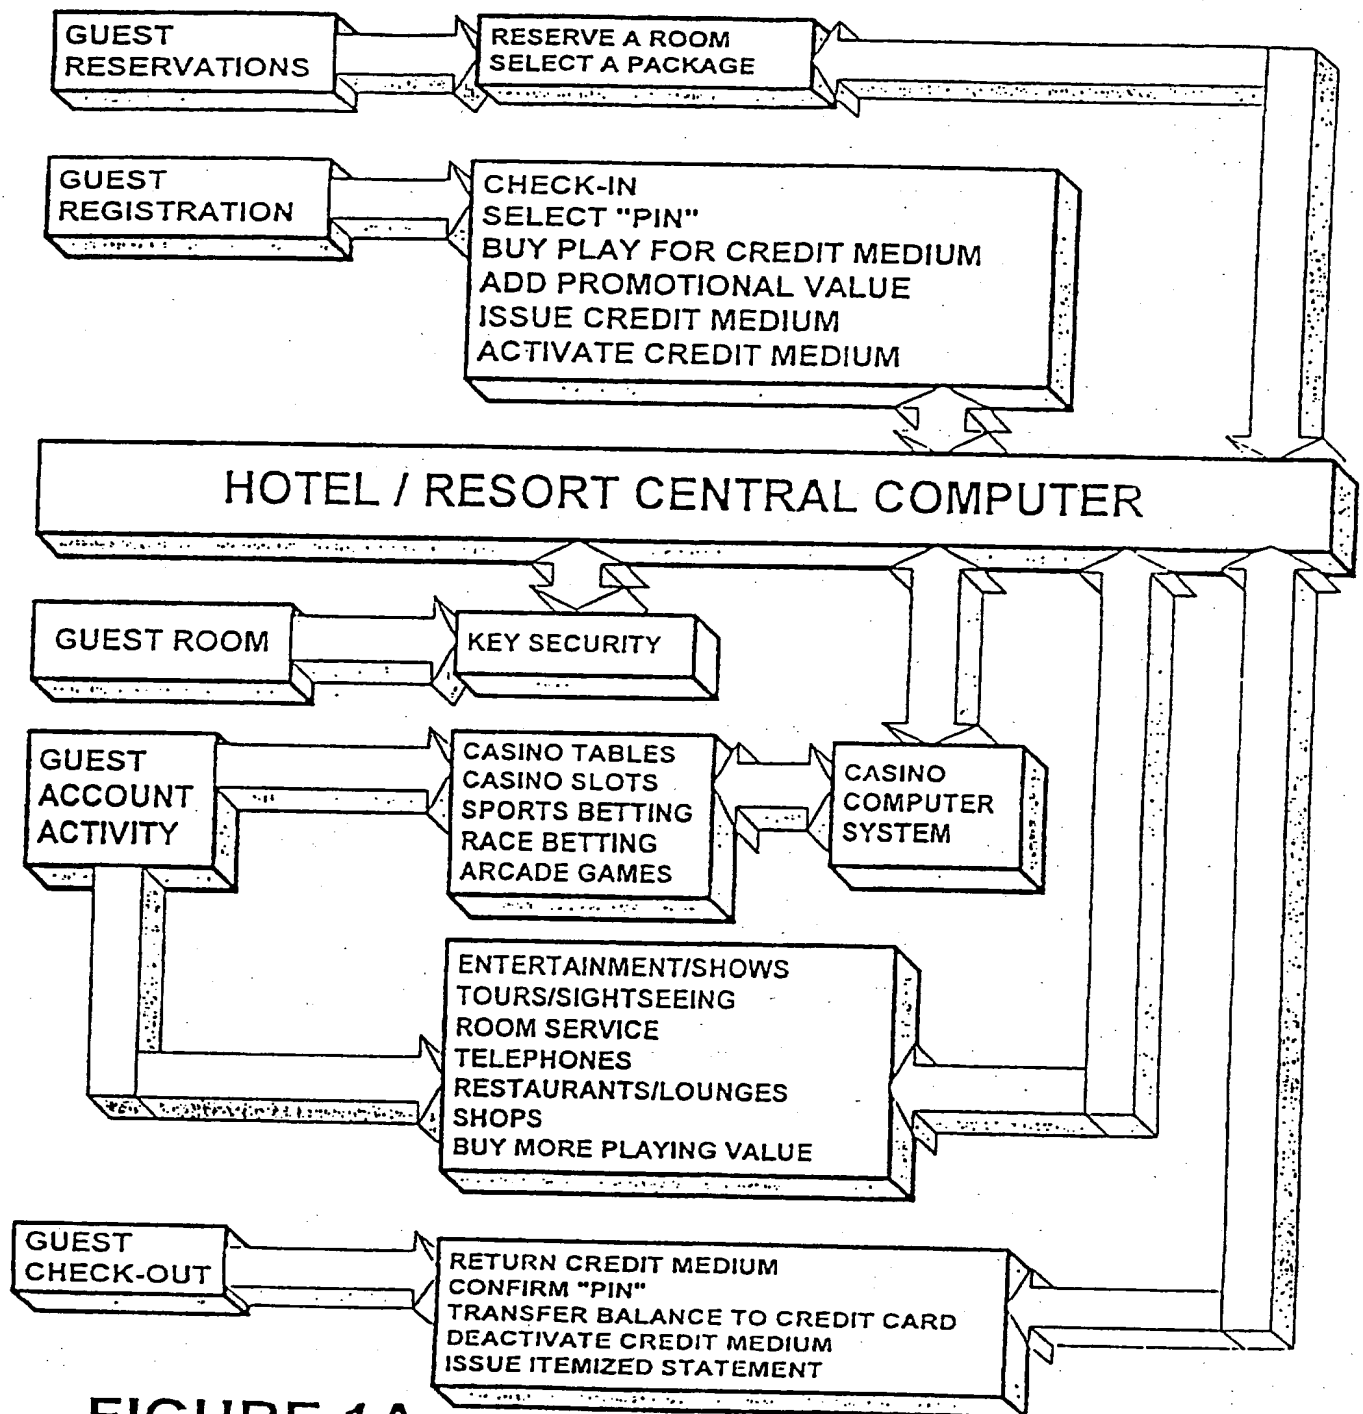 GUEST
RESERVATIONS
RESERVE A ROOM
SELECT A PACKAGE
GUEST
REGISTRATION
CHECK-IN
SELECT "PIN"
BUY PLAY FOR CREDIT MEDIUM
ADD PROMOTIONAL VALUE
ISSUE CREDIT MEDIUM
ACTIVATE CREDIT MEDIUM
HOTEL / RESORT CENTRAL COMPUTER
GUEST ROOM
KEY SECURITY
GUEST
ACCOUNT
ACTIVITY
CASINO TABLES
CASINO SLOTS
SPORTS BETTING
RACE BETTING
ARCADE GAMES
CASINO
COMPUTER
SYSTEM
ENTERTAINMENT/SHOWS
TOURS/SIGHTSEEING
ROOM SERVICE
TELEPHONES
RESTAURANTS/LOUNGES
SHOPS
BUY MORE PLAYING VALUE
GUEST
CHECK-OUT
RETURN CREDIT MEDIUM
CONFIRM "PIN"
TRANSFER BALANCE TO CREDIT CARD
DEACTIVATE CREDIT MEDIUM
ISSUE ITEMIZED STATEMENT
FIGURE 1A